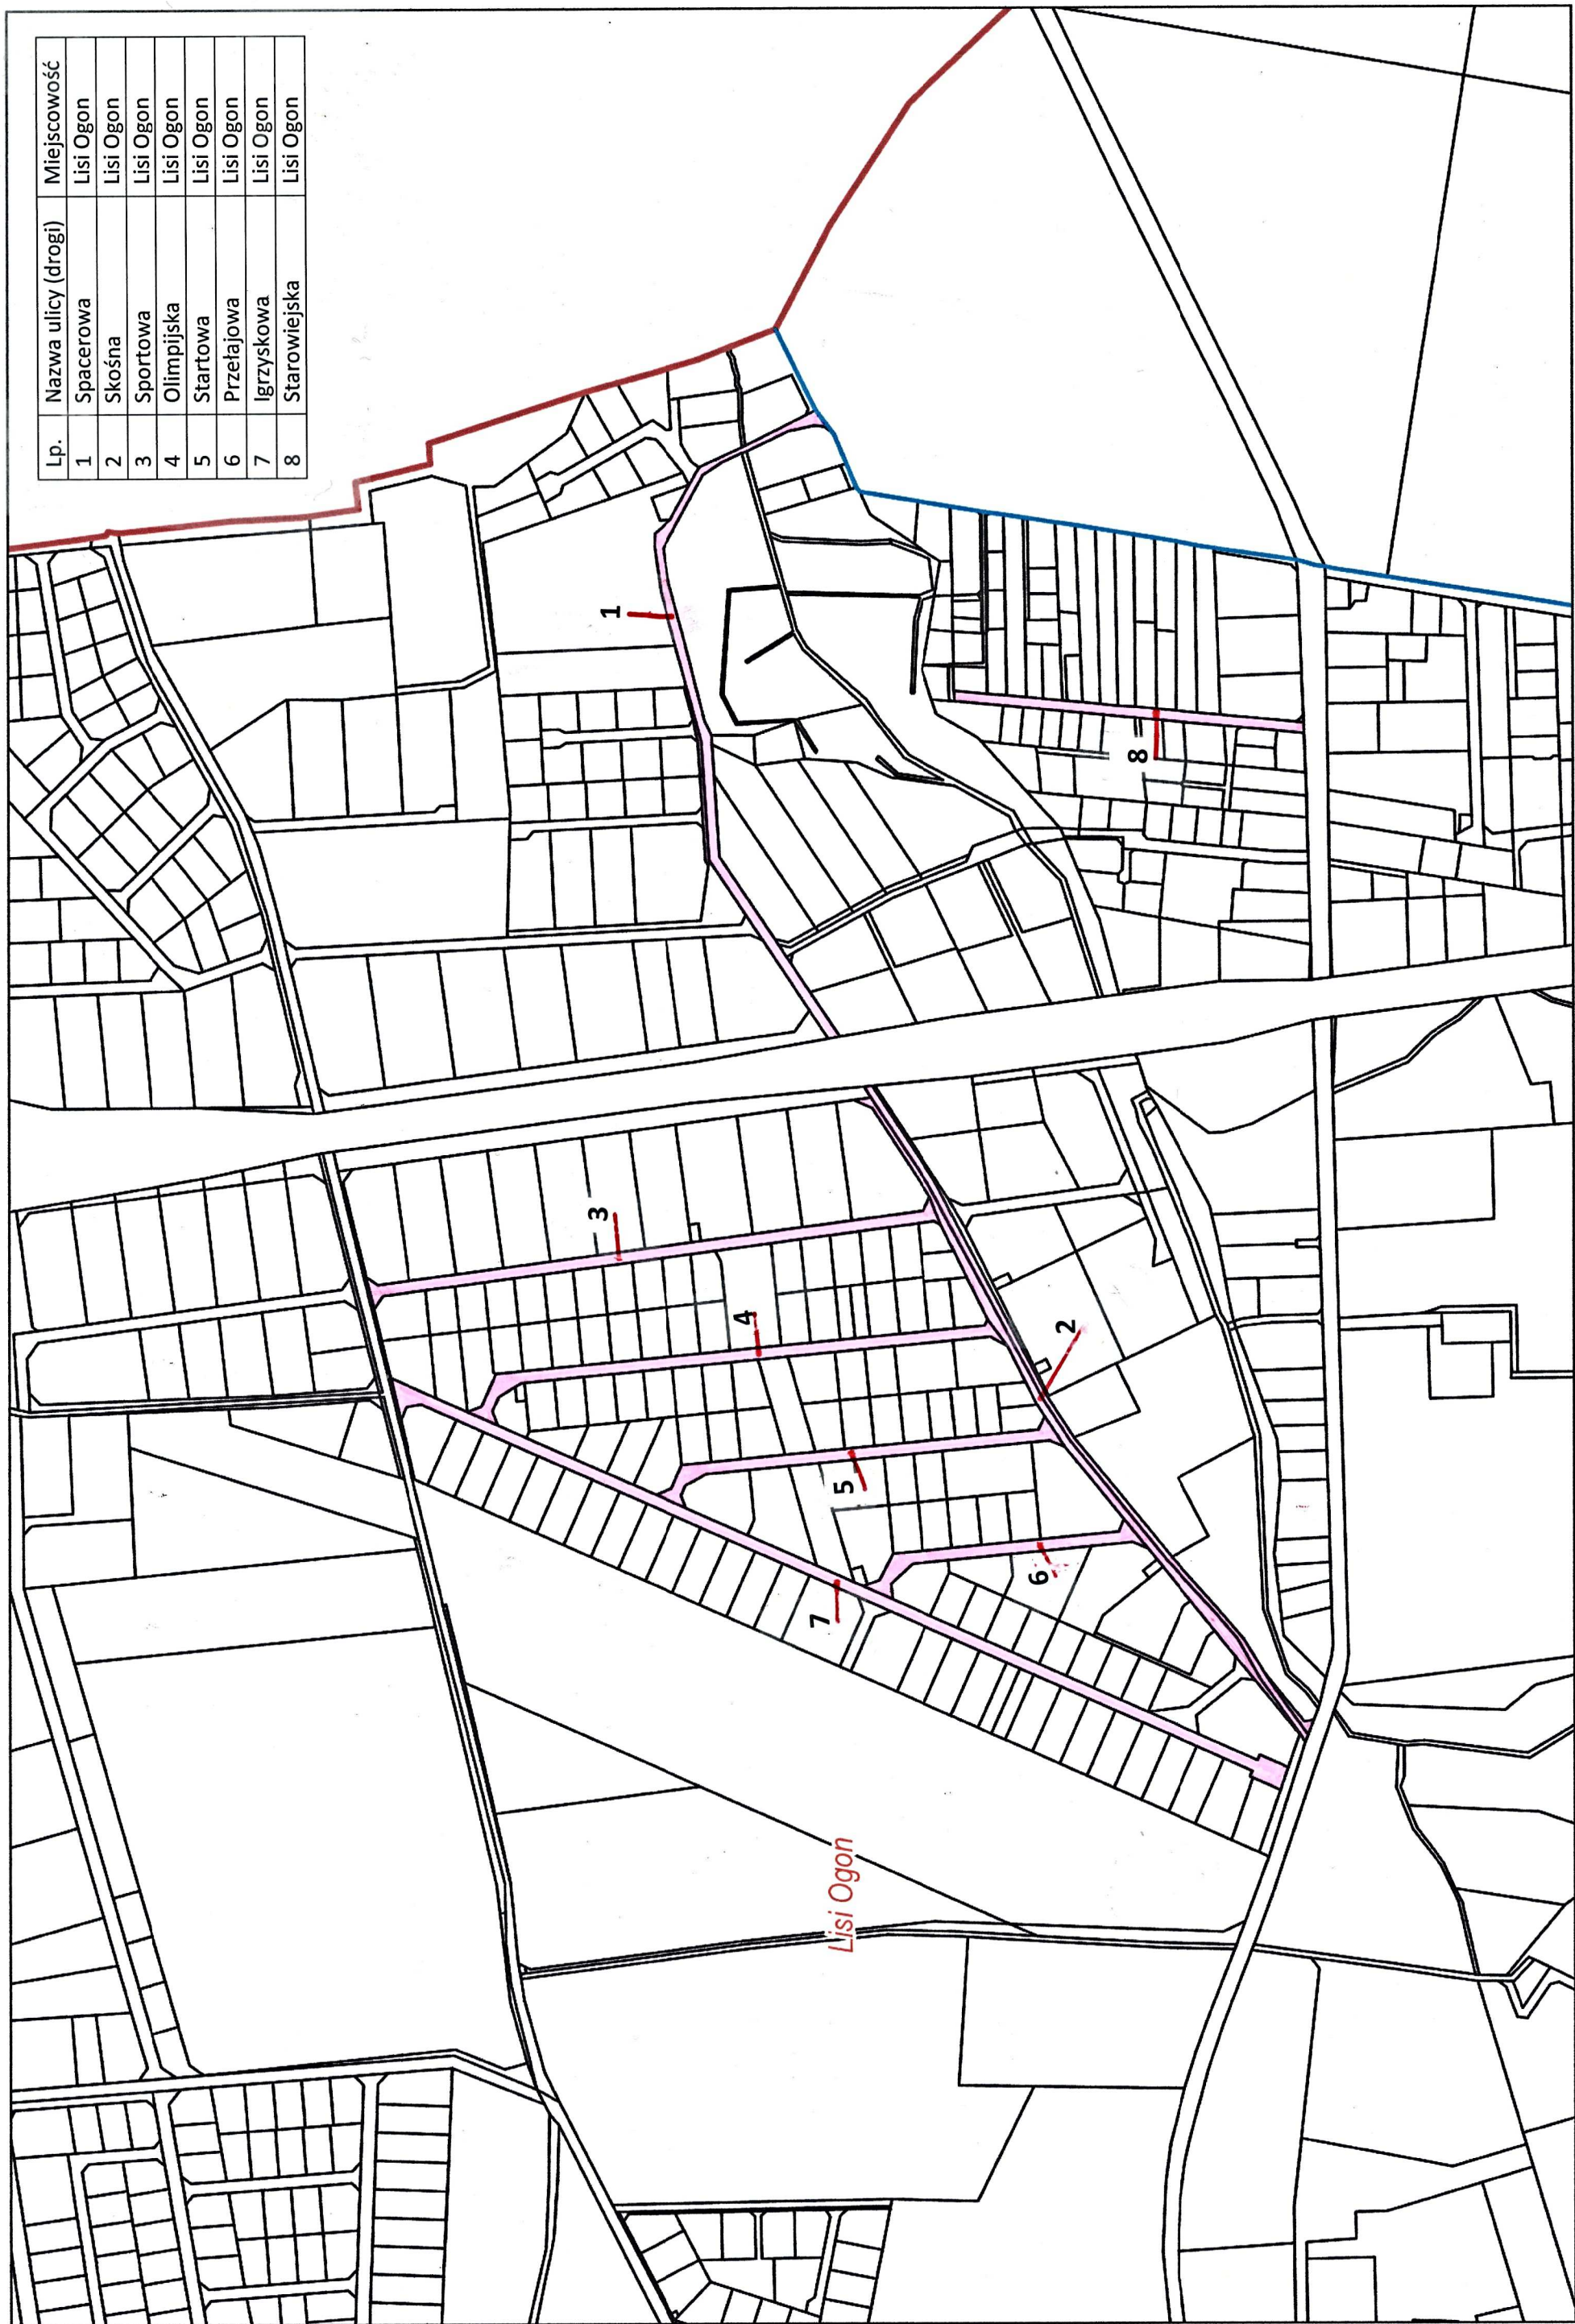 Lp. Nazwa ulicy (drogi) Miejscowość
1 Spacerowa Lisi Ogon
2 Skośna Lisi Ogon
3 Sportowa Lisi Ogon
4 Olimpijska Lisi Ogon
5 Startowa Lisi Ogon
6 Przełajowa Lisi Ogon
7 Igrzyskowa Lisi Ogon
8 Starowiejska Lisi Ogon
1
3
4
2
5
6
7
8
Lisi Ogon